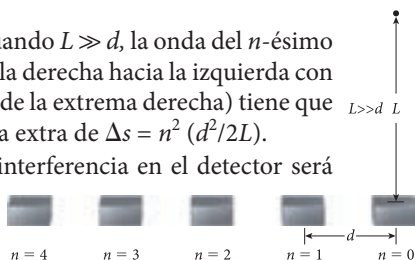 uando L ≫ d, la onda del n-ésimo
la derecha hacia la izquierda con
de la extrema derecha) tiene que
a extra de Δs = n² (d²/2L).
interferencia en el detector será
L>>d L
d
n = 4 n = 3 n = 2 n = 1 n = 0